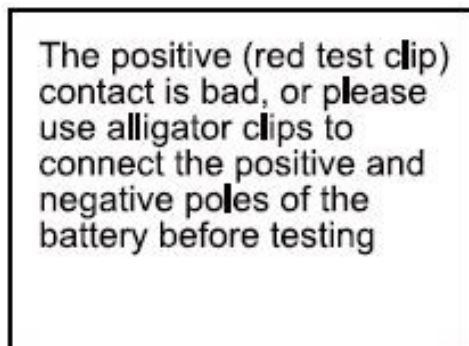 The positive (red test clip)
contact is bad, or please
use alligator clips to
connect the positive and
negative poles of the
battery before testing